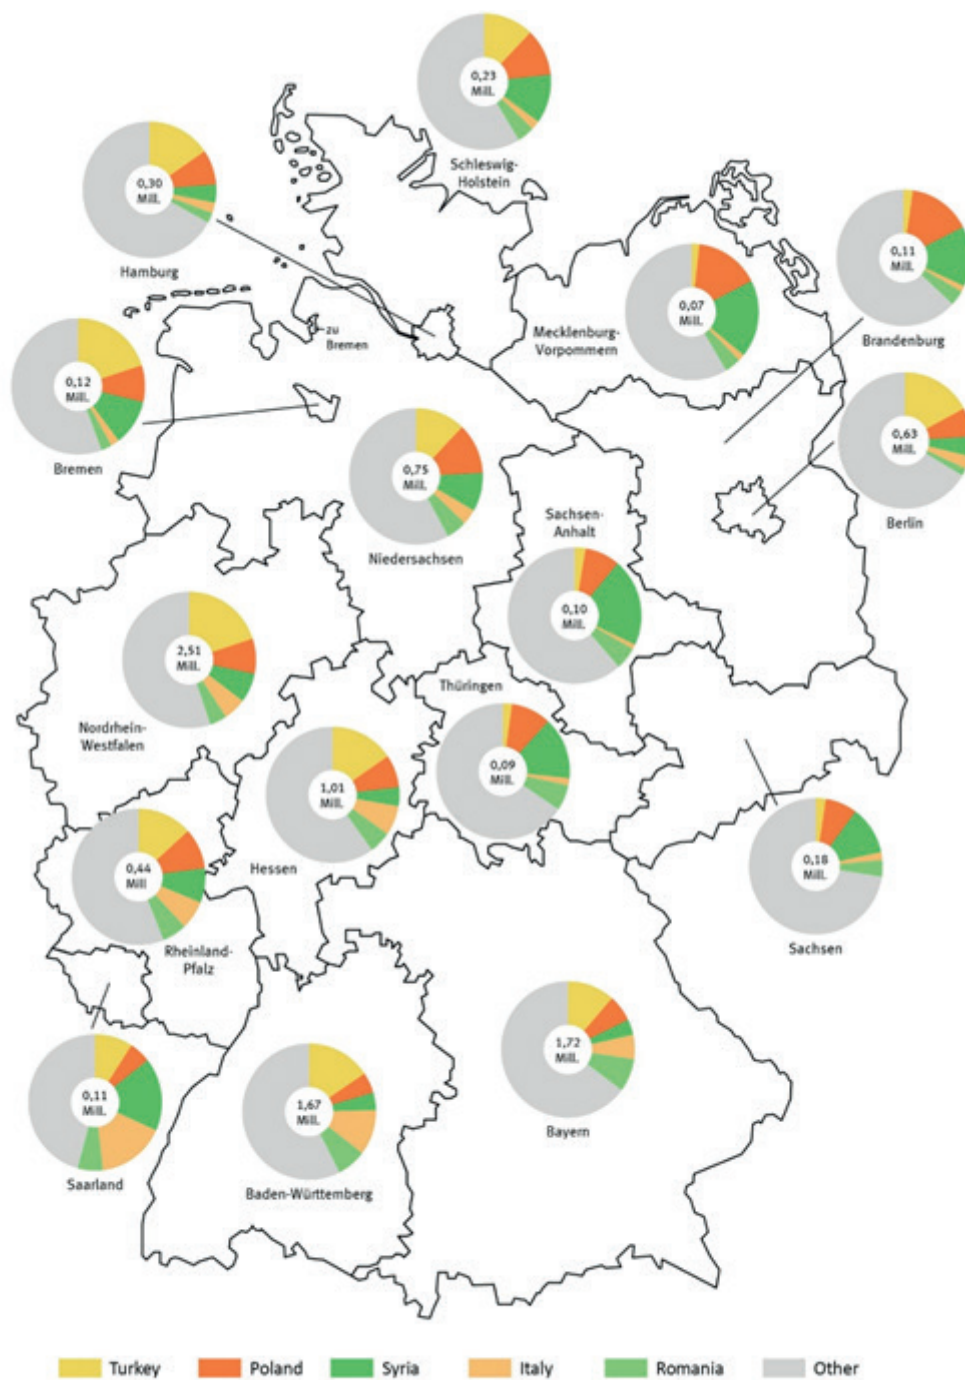 0,23
Mill.
Schleswig-
Holstein
0,30
Mill.
Hamburg
0,11
Mill.
Brandenburg
0,07
Mill.
Mecklenburg-
Vorpommern
zu
Bremen
0,12
Mill.
Bremen
0,63
Mill.
Berlin
0,75
Mill.
Niedersachsen
Sachsen-
Anhalt
0,10
Mill.
2,51
Mill.
Nordrhein-
Westfalen
Thüringen
0,09
Mill.
1,01
Mill.
Hessen
0,44
Mill
Rheinland-
Pfalz
0,18
Mill.
Sachsen
1,72
Mill.
Bayern
0,11
Mill.
Saarland
1,67
Mill.
Baden-Württemberg
Turkey Poland Syria Italy Romania Other